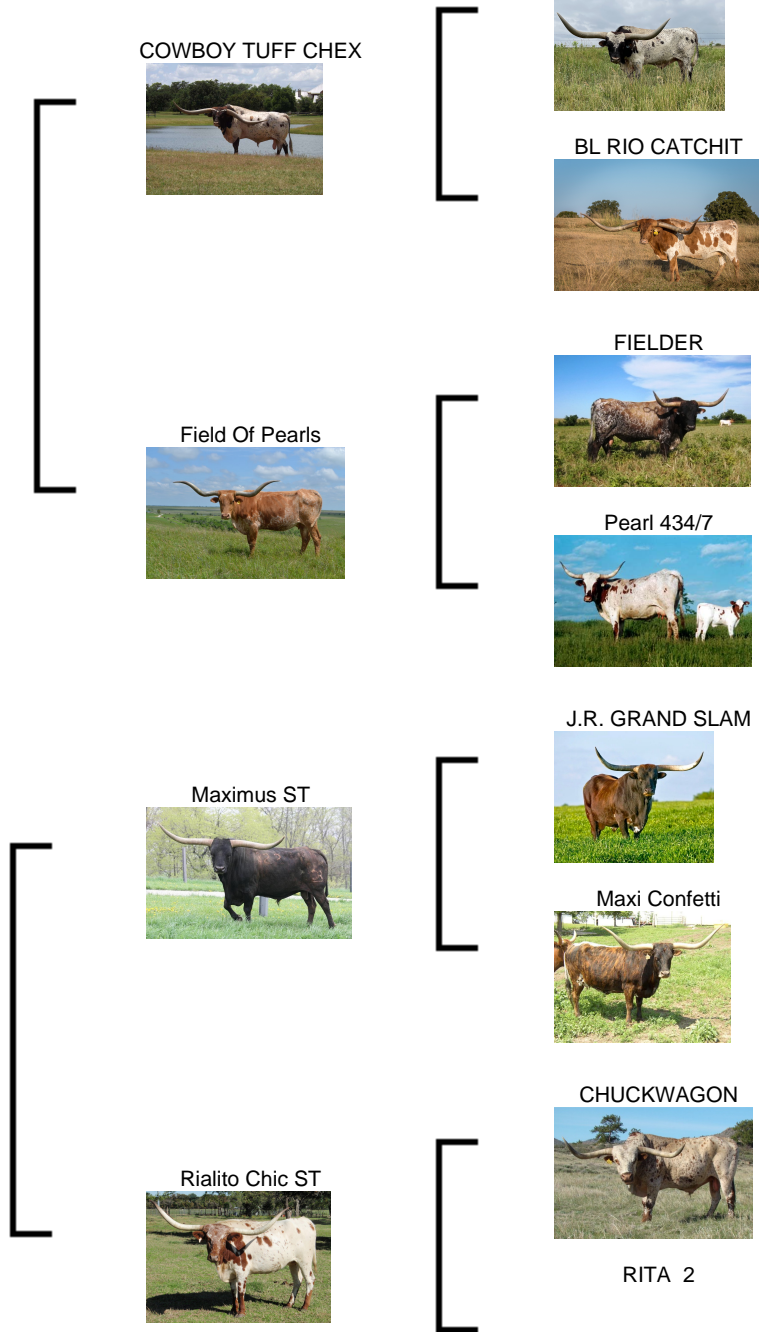 COWBOY TUFF CHEX
BL RIO CATCHIT
FIELDER
Field Of Pearls
Pearl 434/7
J.R. GRAND SLAM
Maximus ST
Maxi Confetti
CHUCKWAGON
Rialito Chic ST
RITA  2